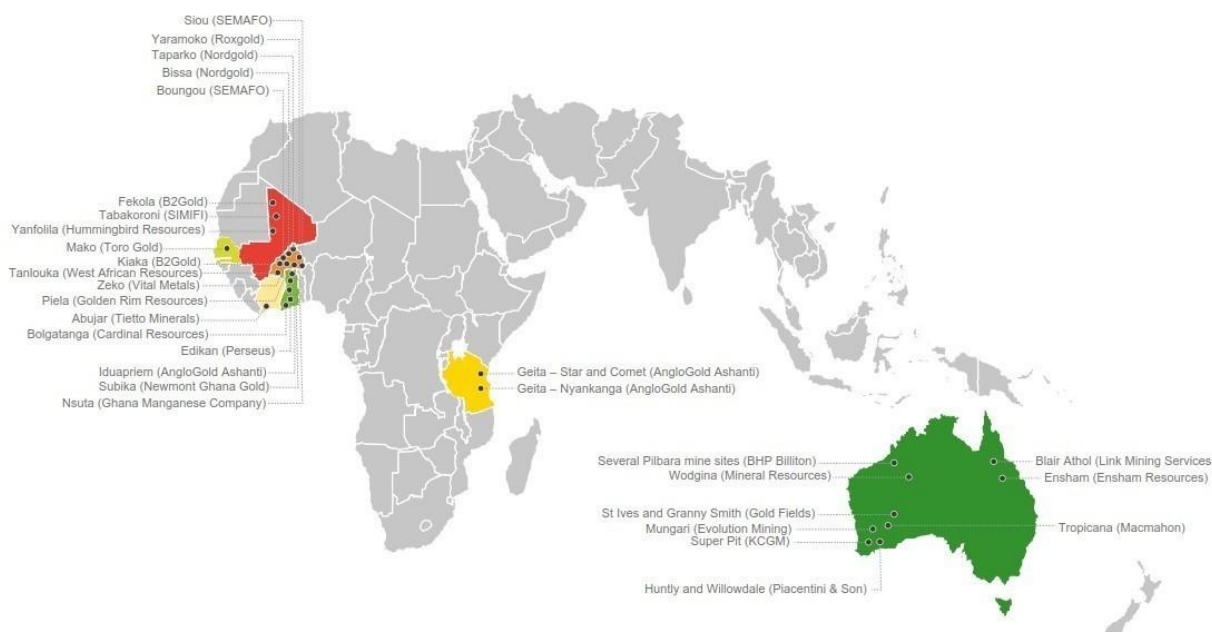 Siou (SEMAFO)
Yaramoko (Roxgold)
Taparko (Nordgold)
Bissa (Nordgold)
Boungou (SEMAFO)
Fekola (B2Gold)
Tabakoroni (SIMIFI)
Yanfolila (Hummingbird Resources)
Mako (Toro Gold)
Kiaka (B2Gold)
Tanlouka (West African Resources)
Zeko (Vital Metals)
Piela (Golden Rim Resources)
Abujar (Tietto Minerals)
Bolgatanga (Cardinal Resources)
Edikan (Perseus)
Iduapriem (AngloGold Ashanti)
Subika (Newmont Ghana Gold)
Nsuta (Ghana Manganese Company)
Geita – Star and Comet (AngloGold Ashanti)
Geita – Nyankanga (AngloGold Ashanti)
Several Pilbara mine sites (BHP Billiton)
Wodgina (Mineral Resources)
St Ives and Granny Smith (Gold Fields)
Mungari (Evolution Mining)
Super Pit (KCGM)
Huntly and Willowdale (Piacentini & Son)
Blair Athol (Link Mining Services
Ensham (Ensham Resources)
Tropicana (Macmahon)